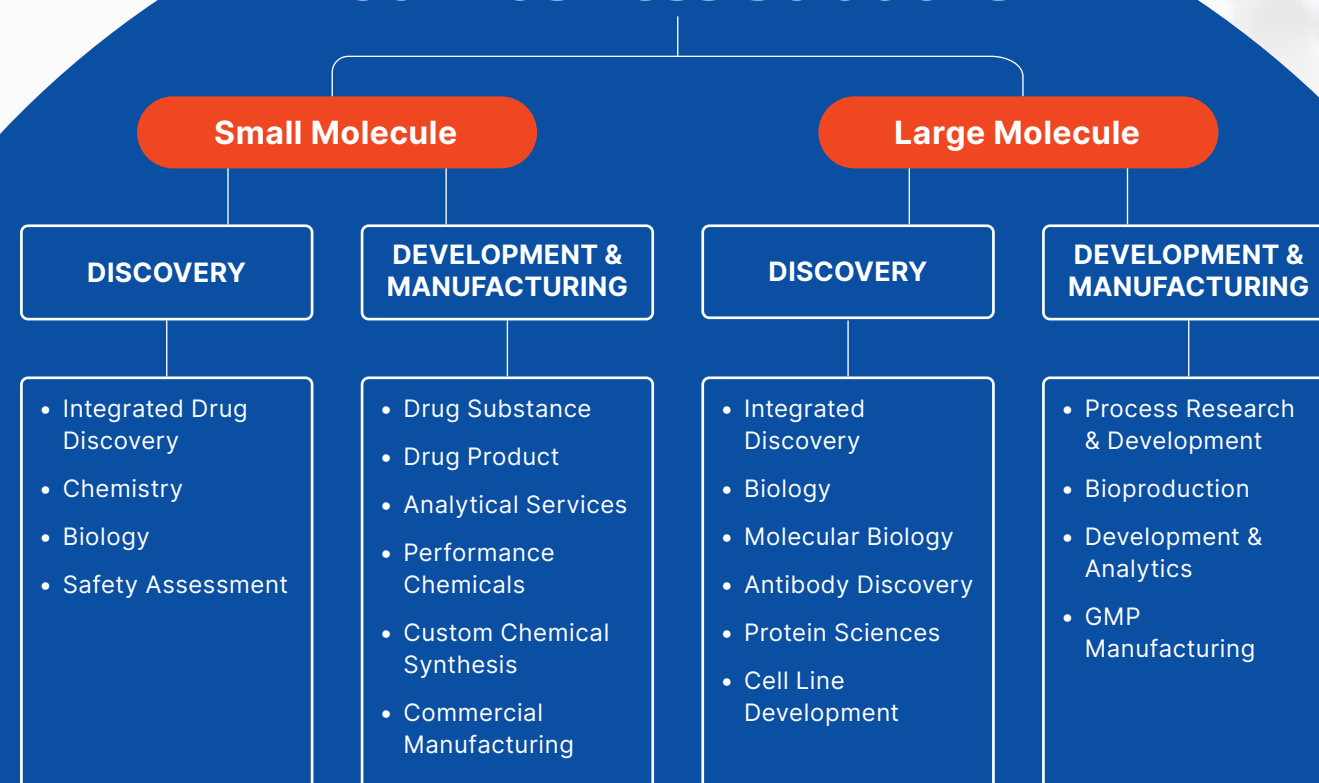 Small Molecule
Large Molecule
DISCOVERY
DEVELOPMENT &
MANUFACTURING
DISCOVERY
DEVELOPMENT &
MANUFACTURING
• Integrated Drug
Discovery
• Chemistry
• Biology
• Safety Assessment
• Drug Substance
• Drug Product
• Analytical Services
• Performance
Chemicals
• Custom Chemical
Synthesis
• Commercial
Manufacturing
• Integrated
Discovery
• Biology
• Molecular Biology
• Antibody Discovery
• Protein Sciences
• Cell Line
Development
• Process Research
& Development
• Bioproduction
• Development &
Analytics
• GMP
Manufacturing